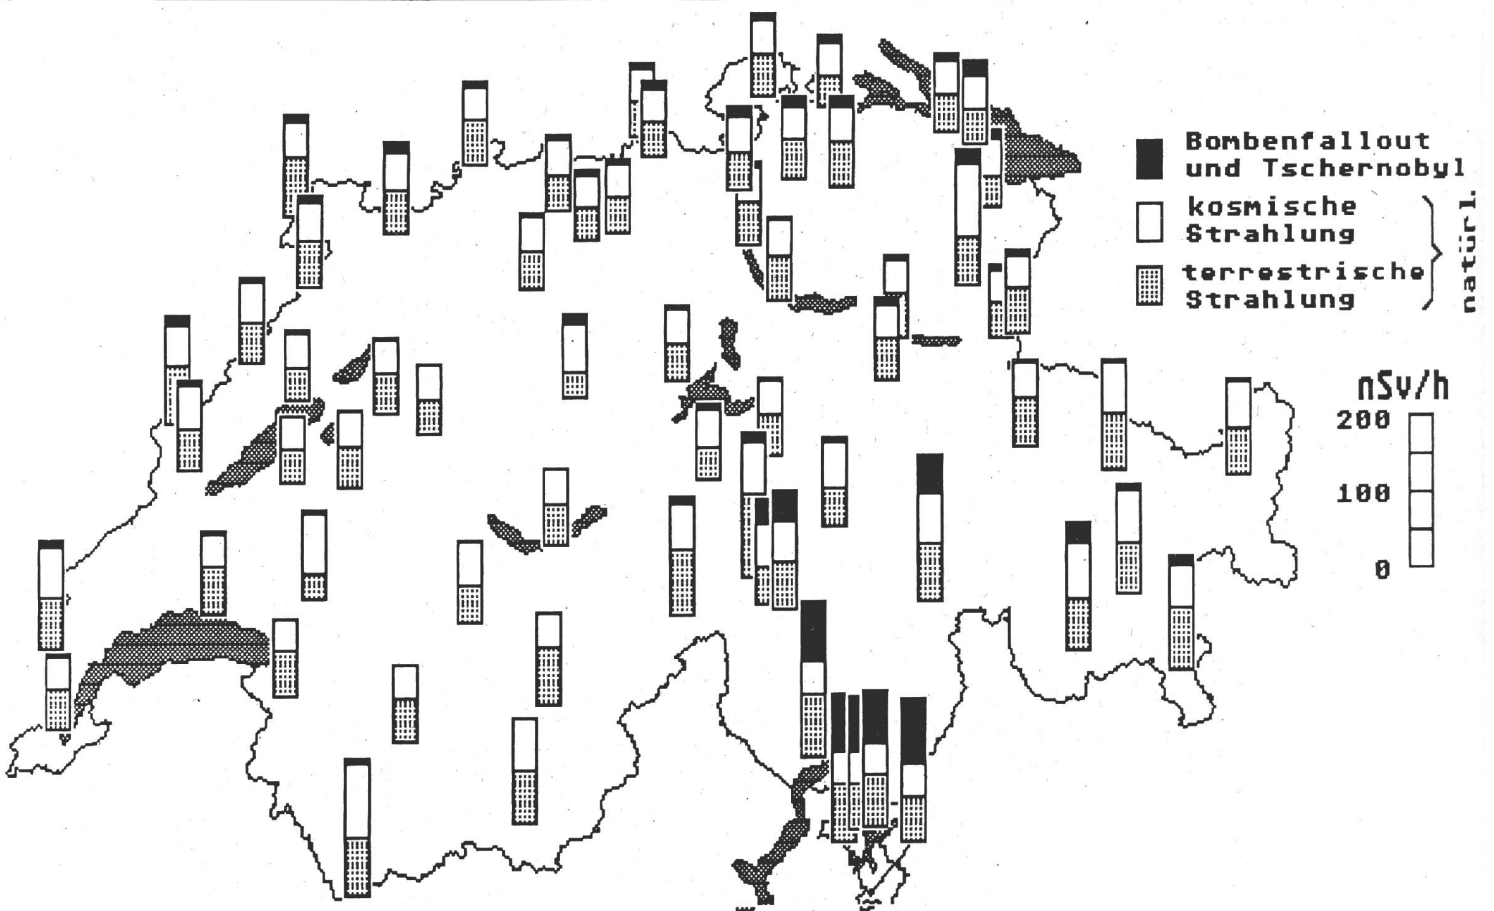 Bombenfallout
und Tschernobyl
kosmische
Strahlung
terrestrische
Strahlung
natürl.
nSv/h
200
100
0